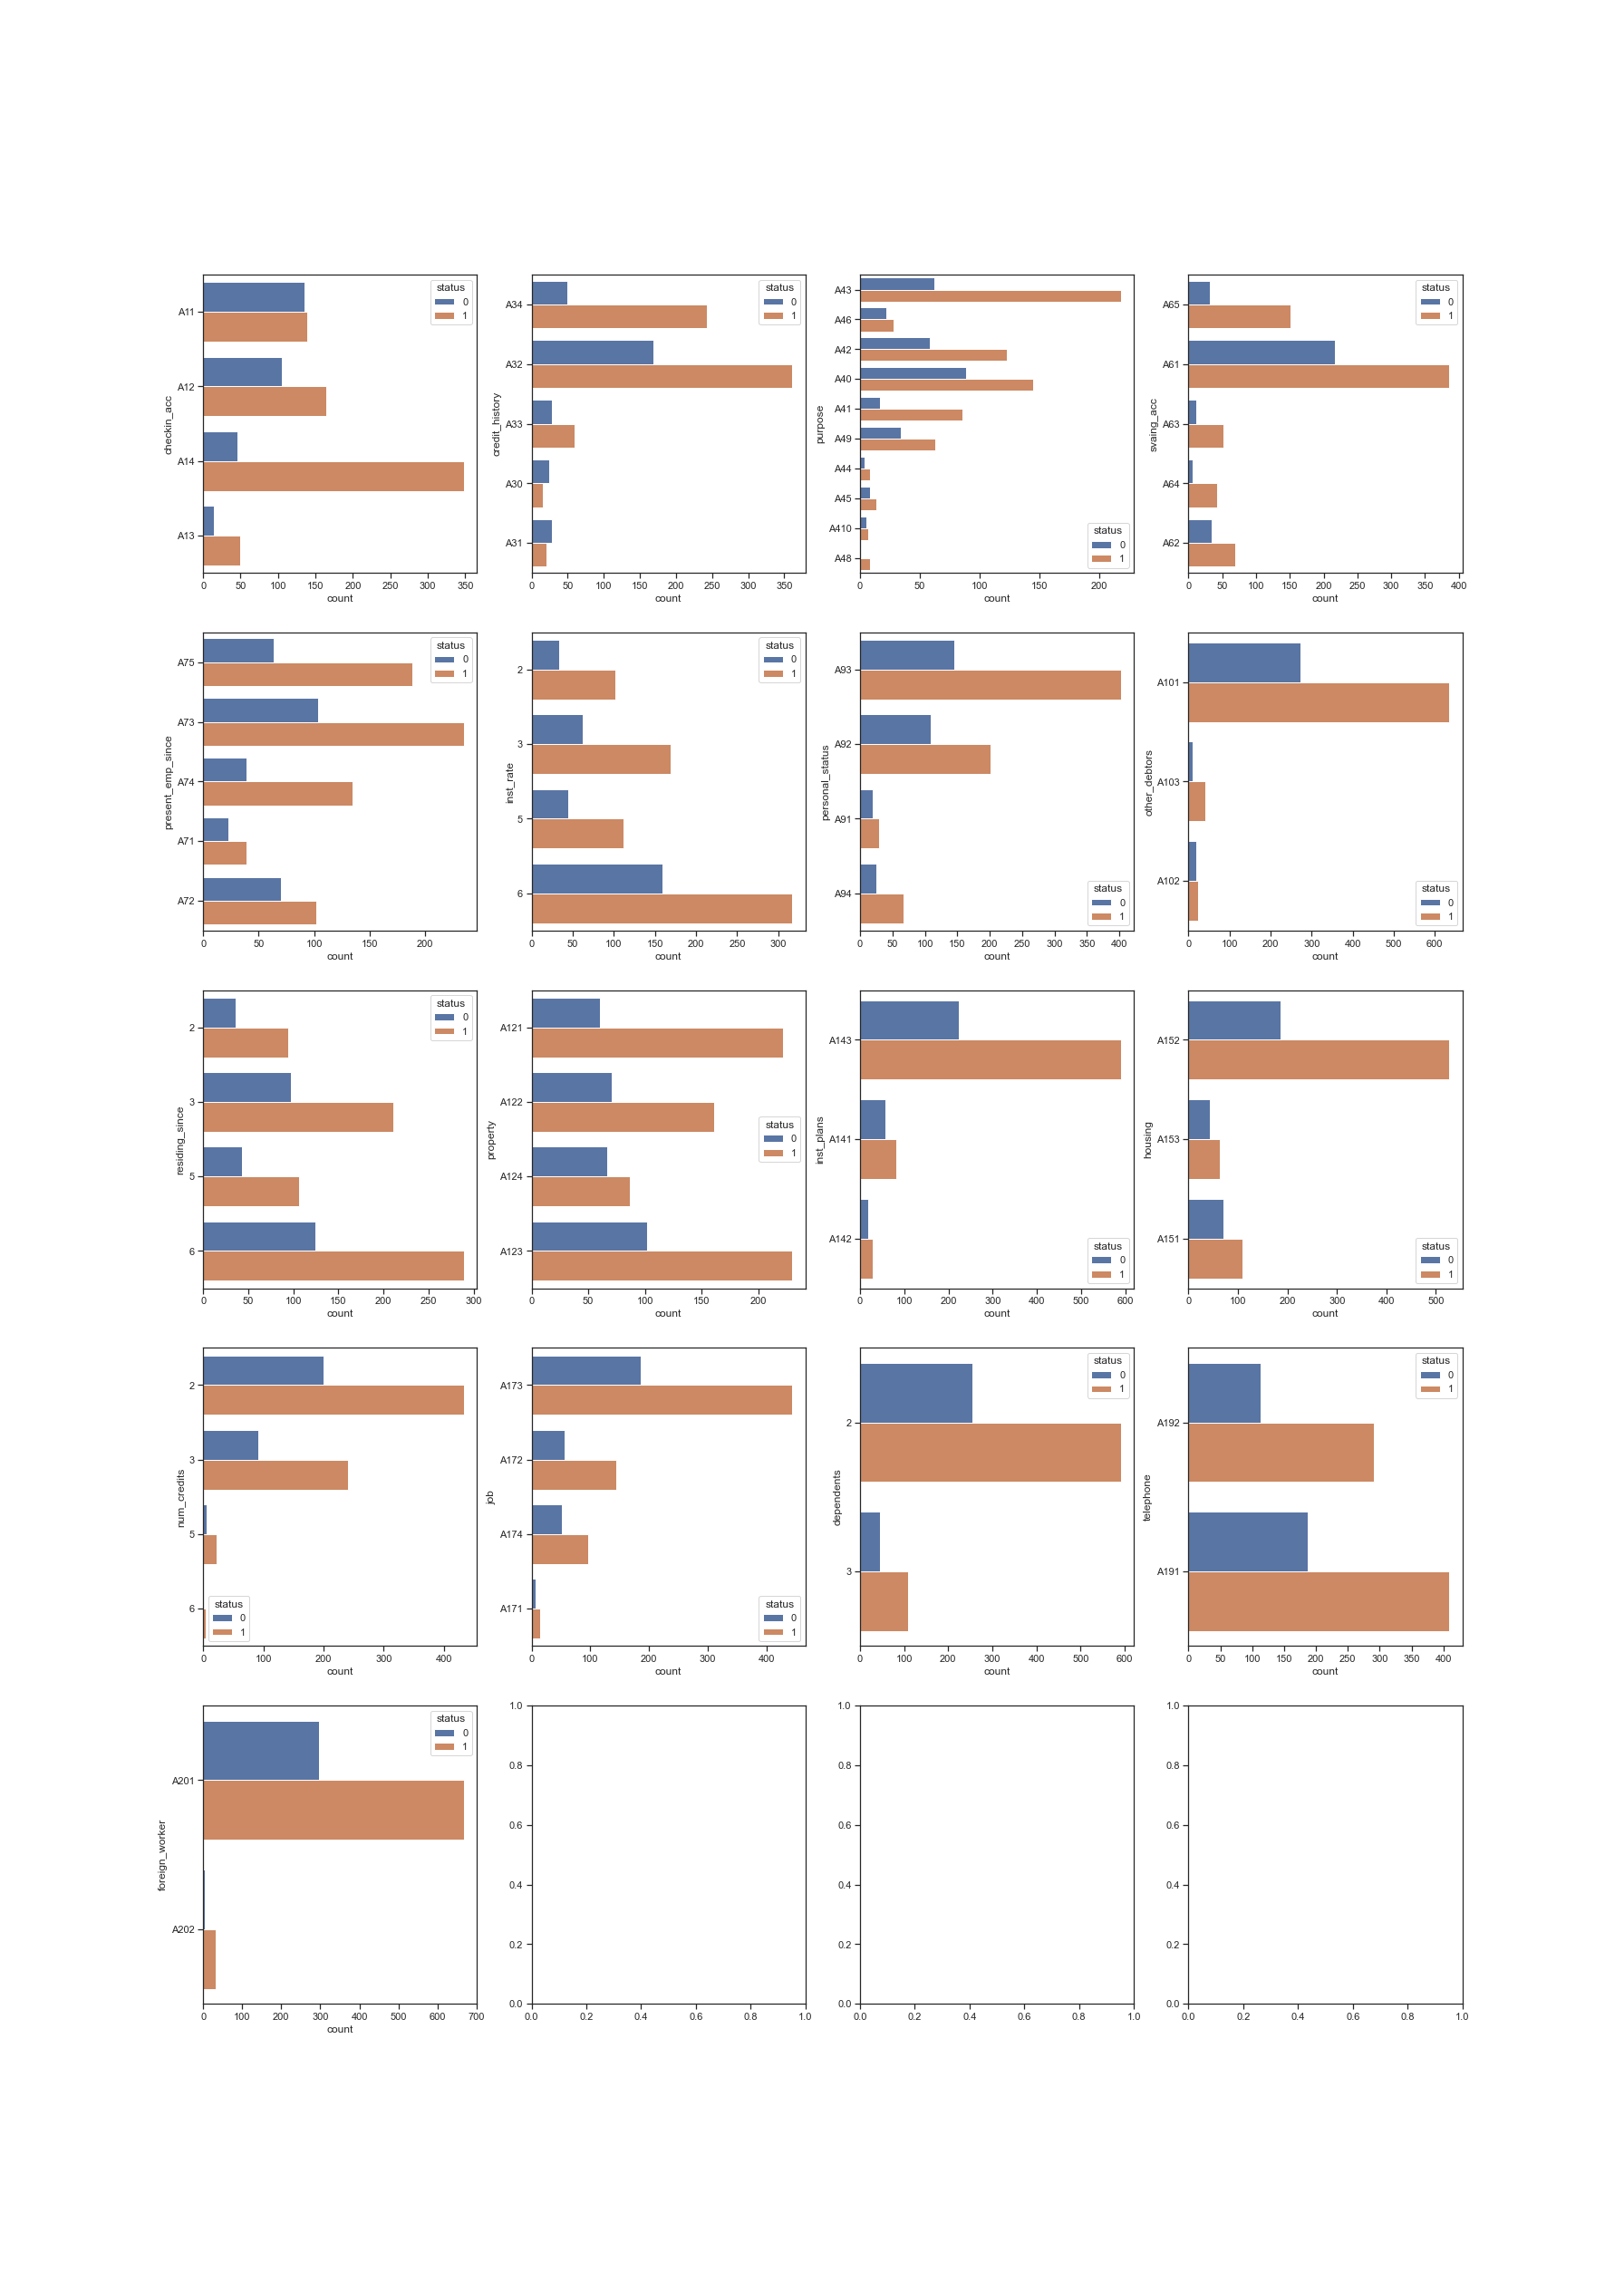 status
0
1
A11
A12
A14
A13
checkin_acc
0 50 100 150 200 250 300 350
count
status
0
1
A34
A32
A33
A30
A31
credit_history
0 50 100 150 200 250 300 350
count
A43
A46
A42
A40
A41
A49
A44
A45
A410
A48
purpose
status
0
1
0 50 100 150 200
count
status
0
1
A65
A61
A63
A64
A62
svaing_acc
0 50 100 150 200 250 300 350 400
count
status
0
1
A75
A73
A74
A71
A72
present_emp_since
0 50 100 150 200
count
status
0
1
2
3
5
6
inst_rate
0 50 100 150 200 250 300
count
A93
A92
A91
A94
personal_status
status
0
1
0 50 100 150 200 250 300 350 400
count
A101
A103
A102
other_debtors
status
0
1
0 100 200 300 400 500 600
count
status
0
1
2
3
5
6
residing_since
0 50 100 150 200 250 300
count
A121
A122
A124
A123
property
status
0
1
0 50 100 150 200
count
A143
A141
A142
inst_plans
status
0
1
0 100 200 300 400 500 600
count
A152
A153
A151
housing
status
0
1
0 100 200 300 400 500
count
2
3
5
6
num_credits
status
0
1
0 100 200 300 400
count
A173
A172
A174
A171
job
status
0
1
0 100 200 300 400
count
status
0
1
2
3
dependents
0 100 200 300 400 500 600
count
status
0
1
A192
A191
telephone
0 50 100 150 200 250 300 350 400
count
status
0
1
A201
A202
foreign_worker
0 100 200 300 400 500 600 700
count
1.0
0.8
0.6
0.4
0.2
0.0
0.0 0.2 0.4 0.6 0.8 1.0
1.0
0.8
0.6
0.4
0.2
0.0
0.0 0.2 0.4 0.6 0.8 1.0
1.0
0.8
0.6
0.4
0.2
0.0
0.0 0.2 0.4 0.6 0.8 1.0